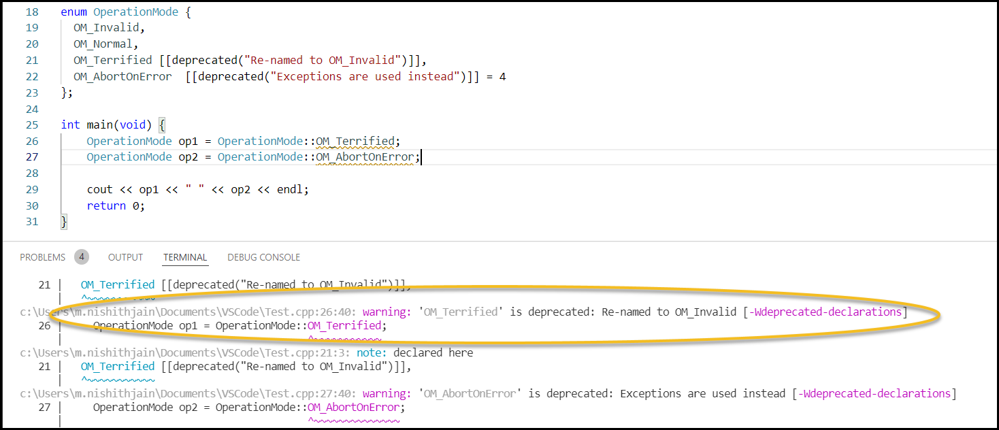 18 enum OperationMode {
19 OM_Invalid,
20 OM_Normal,
21 OM_Terrified [[deprecated("Re-named to OM_Invalid")]],
22 OM_AbortOnError  [[deprecated("Exceptions are used instead")]] = 4
23 };
24
25 int main(void) {
26 OperationMode op1 = OperationMode::OM_Terrified;
27 OperationMode op2 = OperationMode::OM_AbortOnError;
28
29 cout << op1 << " " << op2 << endl;
30 return 0;
31 }
PROBLEMS 4 OUTPUT TERMINAL DEBUG CONSOLE
21 | OM_Terrified [[deprecated("Re-named to OM_Invalid")]],
| ^~~~~~~~~~~~
c:\Users\m.nishithjain\Documents\VSCode\Test.cpp:26:40: warning: 'OM_Terrified' is deprecated: Re-named to OM_Invalid [-Wdeprecated-declarations]
26 | OperationMode op1 = OperationMode::OM_Terrified;
| ^~~~~~~~~~~~
c:\Users\m.nishithjain\Documents\VSCode\Test.cpp:21:3: note: declared here
21 | OM_Terrified [[deprecated("Re-named to OM_Invalid")]],
| ^~~~~~~~~~~~
c:\Users\m.nishithjain\Documents\VSCode\Test.cpp:27:40: warning: 'OM_AbortOnError' is deprecated: Exceptions are used instead [-Wdeprecated-declarations]
27 | OperationMode op2 = OperationMode::OM_AbortOnError;
| ^~~~~~~~~~~~~~~